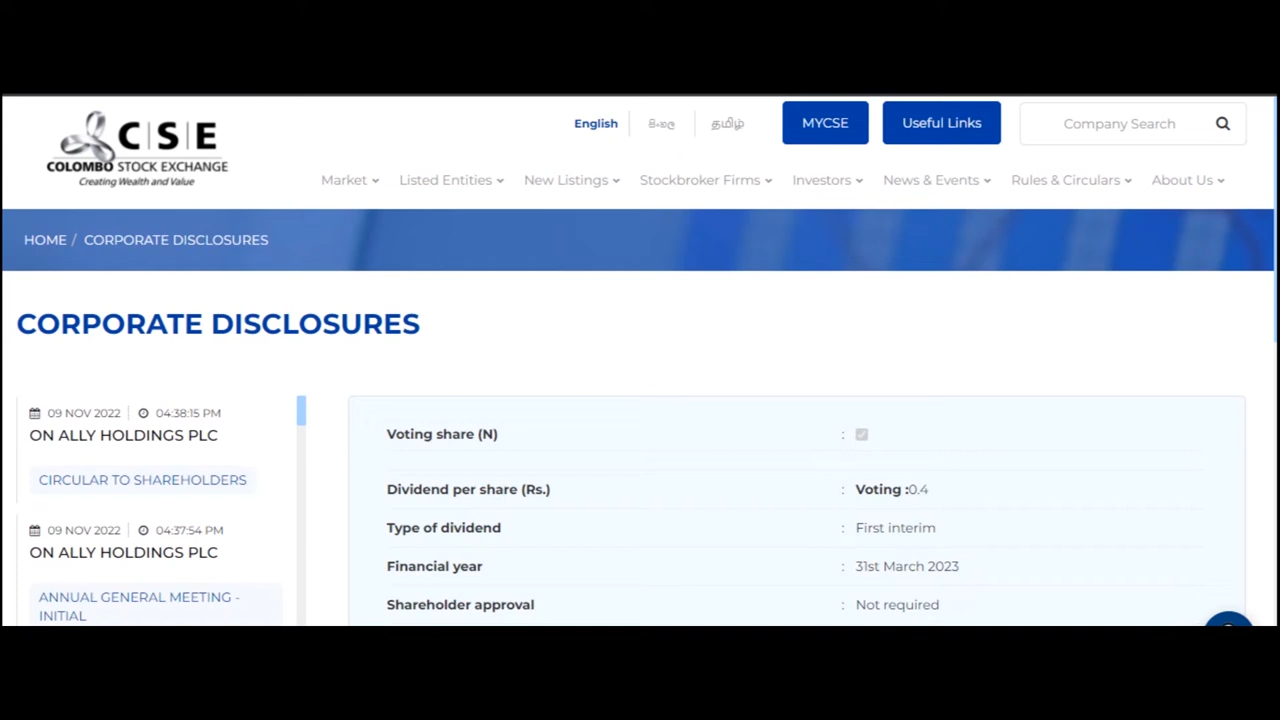 C|S|E
COLOMBO STOCK EXCHANGE
Creating Wealth and Value
English සිංහල தமிழ் MYCSE Useful Links Company Search
Market Listed Entities New Listings Stockbroker Firms Investors News & Events Rules & Circulars About Us
HOME / CORPORATE DISCLOSURES
CORPORATE DISCLOSURES
09 NOV 2022 04:38:15 PM
ON ALLY HOLDINGS PLC
CIRCULAR TO SHAREHOLDERS
09 NOV 2022 04:37:54 PM
ON ALLY HOLDINGS PLC
ANNUAL GENERAL MEETING -
INITIAL
Voting share (N) :
Dividend per share (Rs.) : Voting :0.4
Type of dividend : First interim
Financial year : 31st March 2023
Shareholder approval : Not required